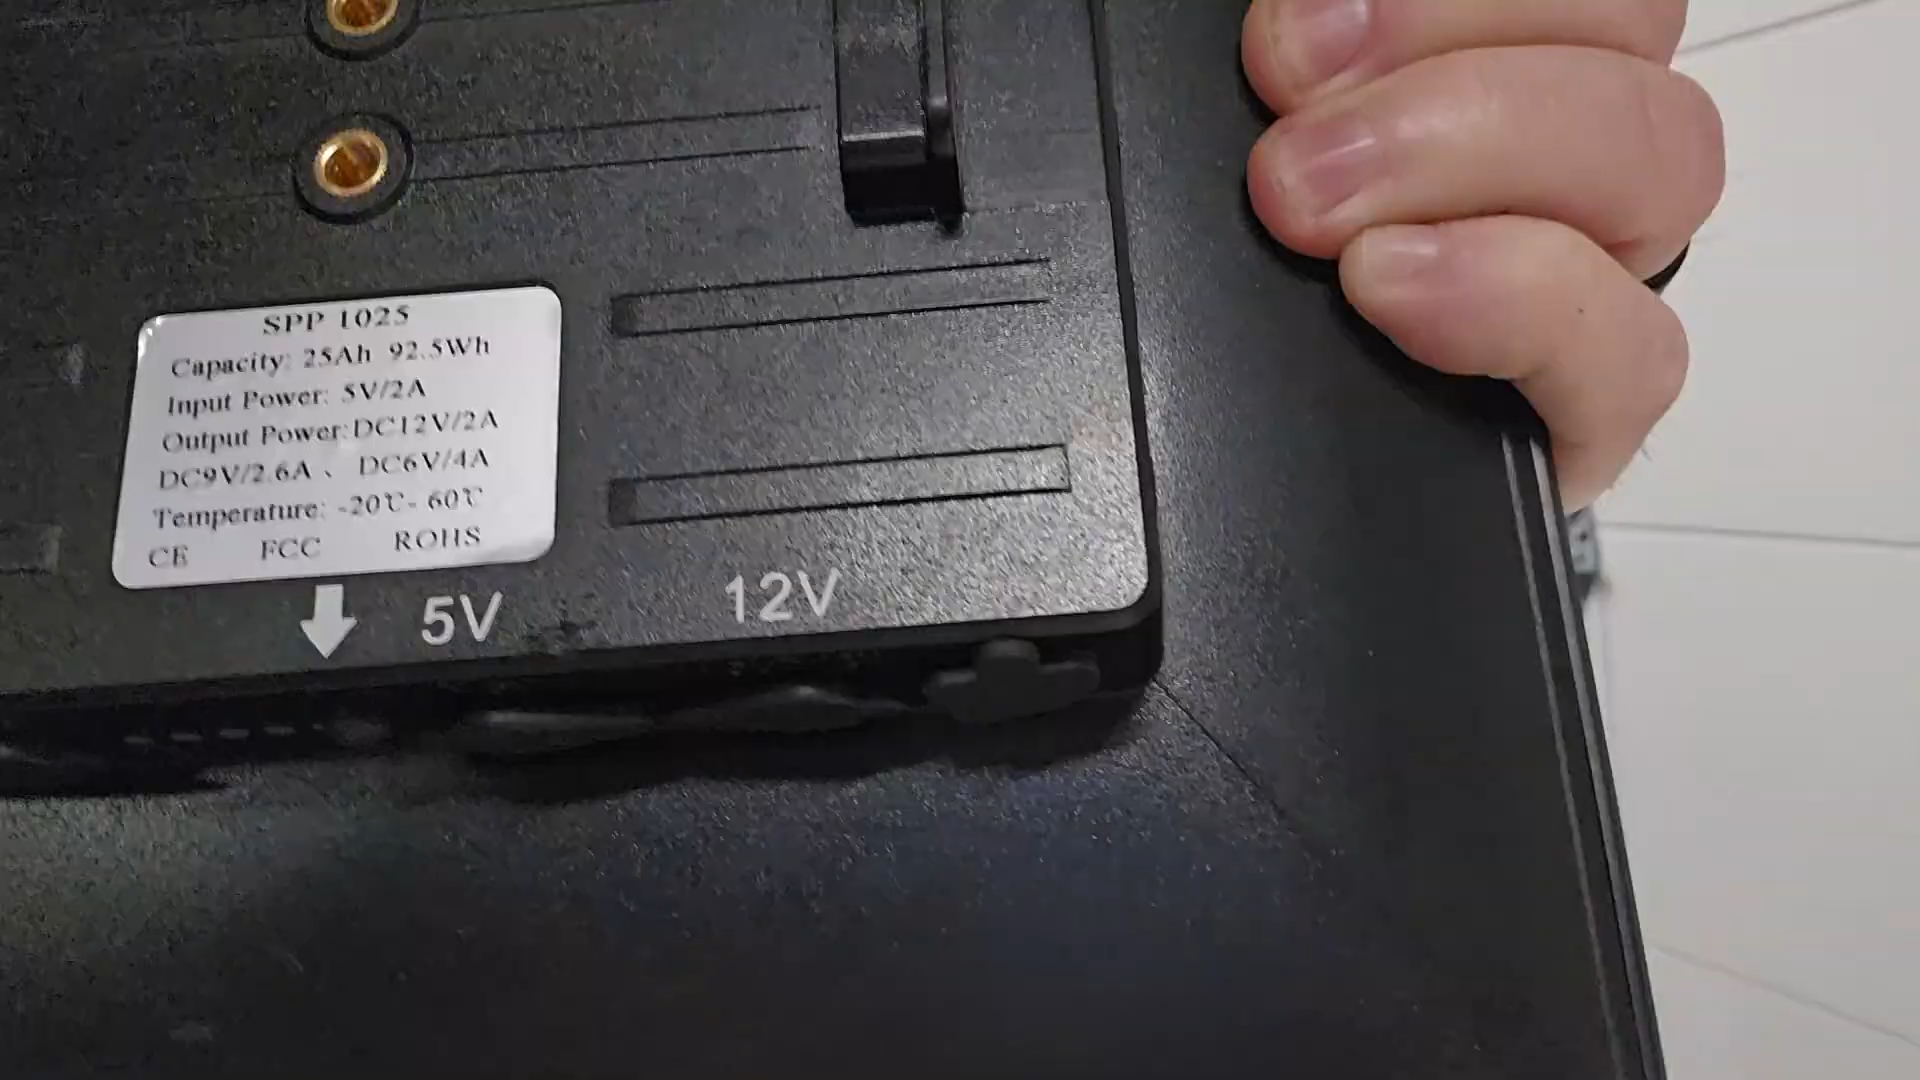 SPP 1025
Capacity: 25Ah 92.5Wh
Input Power: 5V/2A
Output Power:DC12V/2A
DC9V/2.6A、 DC6V/4A
Temperature: -20℃- 60℃
CE FCC ROHS
5V 12V